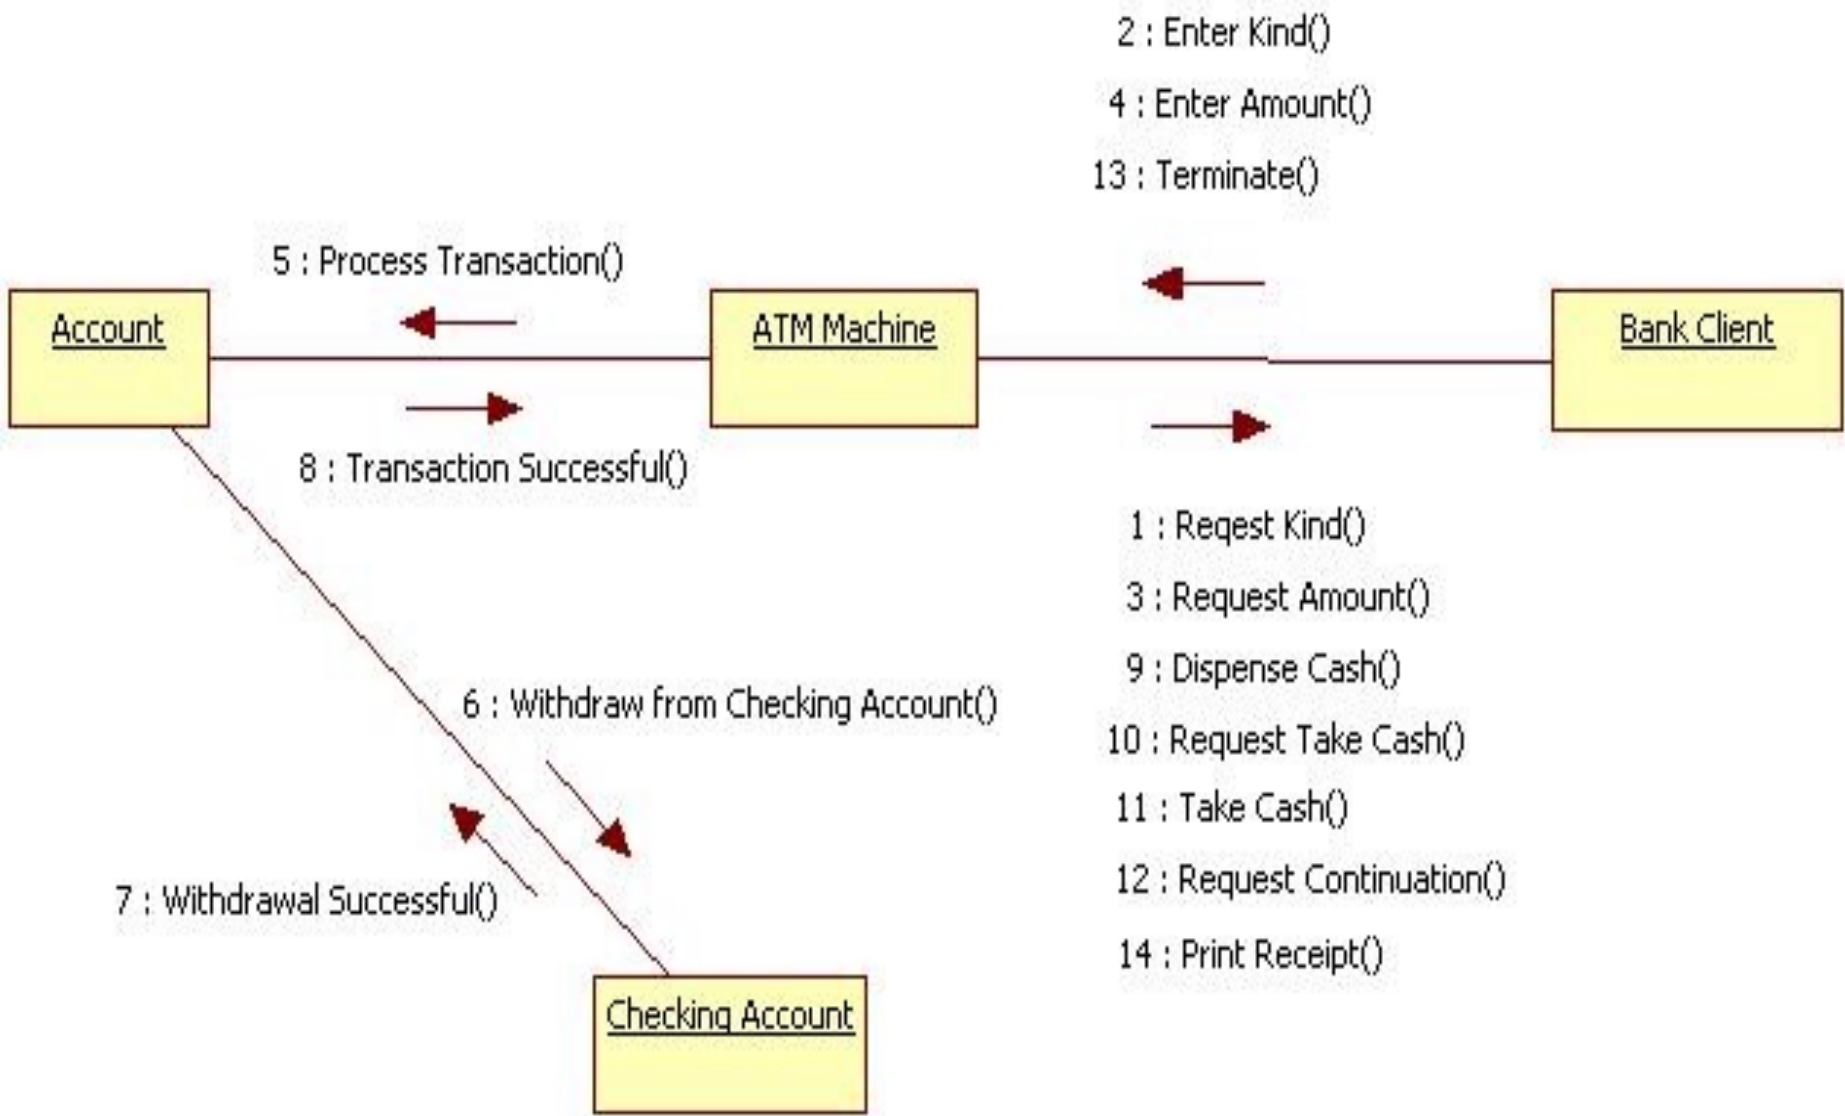 2 : Enter Kind()
4 : Enter Amount()
13 : Terminate()
5 : Process Transaction()
Account
ATM Machine
Bank Client
8 : Transaction Successful()
1 : Reqest Kind()
3 : Request Amount()
9 : Dispense Cash()
6 : Withdraw from Checking Account()
10 : Request Take Cash()
11 : Take Cash()
12 : Request Continuation()
7 : Withdrawal Successful()
14 : Print Receipt()
Checking Account